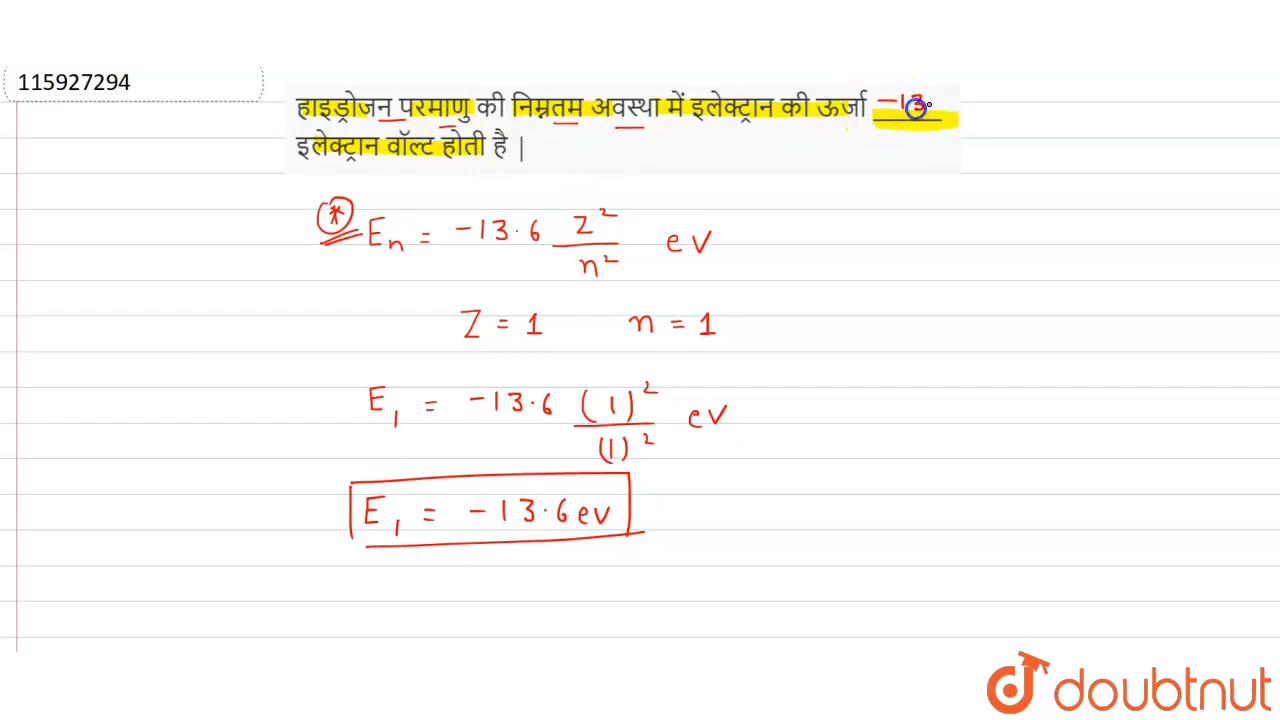 115927294
हाइड्रोजन परमाणु की निम्नतम अवस्था में इलेक्ट्रान की ऊर्जा -13.
इलेक्ट्रान वॉल्ट होती है |
* En = -13.6 Z²/n² eV
Z = 1 n = 1
E1 = -13.6 (1)²/(1)² eV
E1 = -13.6 eV
doubtnut